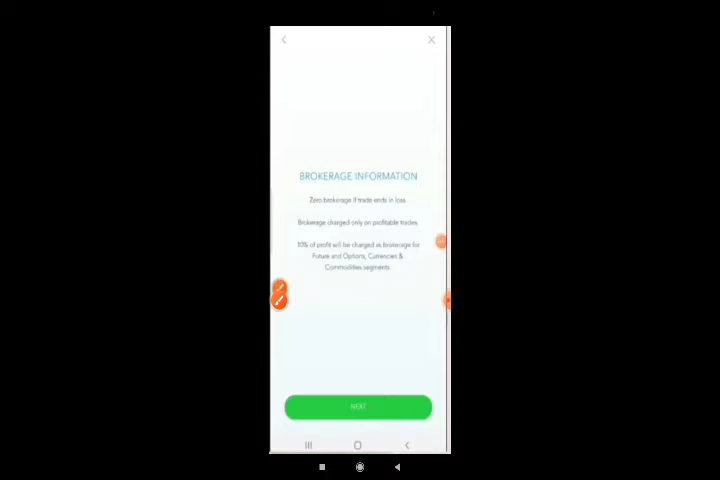 BROKERAGE INFORMATION
Zero brokerage if trade ends in loss.
Brokerage charged only on profitable trades.
10% of profit will be charged as brokerage for
Future and Options, Currencies &
Commodities segments.
NEXT